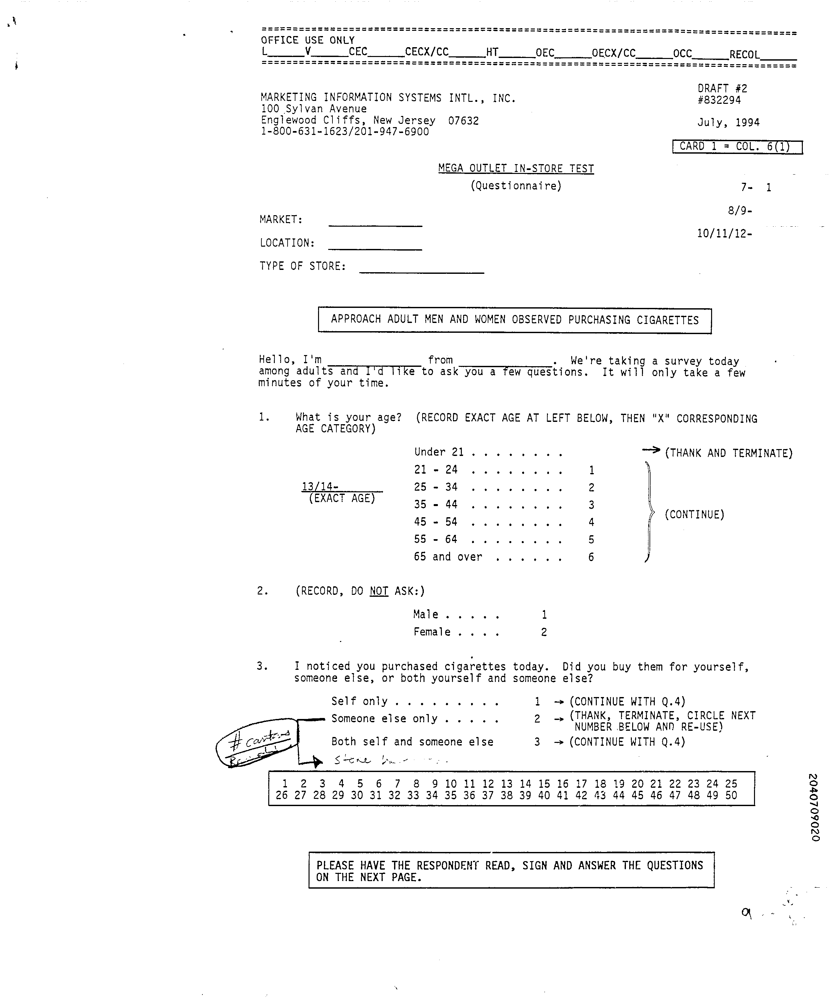 OFFICE USE ONLY
L______V______CEC______CECX/CC______HT______OEC______OECX/CC______OCC______RECOL______
DRAFT #2
MARKETING INFORMATION SYSTEMS INTL., INC. #832294
100 Sylvan Avenue
Englewood Cliffs, New Jersey 07632 July, 1994
1-800-631-1623/201-947-6900
CARD 1 = COL. 6(1)
MEGA OUTLET IN-STORE TEST
(Questionnaire) 7- 1
8/9-
MARKET: ______________
10/11/12-
LOCATION: ______________
TYPE OF STORE: ___________________
APPROACH ADULT MEN AND WOMEN OBSERVED PURCHASING CIGARETTES
Hello, I'm ______________ from ______________. We're taking a survey today
among adults and I'd like to ask you a few questions. It will only take a few
minutes of your time.
1. What is your age? (RECORD EXACT AGE AT LEFT BELOW, THEN "X" CORRESPONDING
AGE CATEGORY)
Under 21 . . . . . . . . → (THANK AND TERMINATE)
21 - 24 . . . . . . . . 1
13/14-______ 25 - 34 . . . . . . . . 2
(EXACT AGE) 35 - 44 . . . . . . . . 3
(CONTINUE)
45 - 54 . . . . . . . . 4
55 - 64 . . . . . . . . 5
65 and over . . . . . . 6
2. (RECORD, DO NOT ASK:)
Male . . . . . 1
Female . . . . 2
3. I noticed you purchased cigarettes today. Did you buy them for yourself,
someone else, or both yourself and someone else?
Self only . . . . . . . . . 1 → (CONTINUE WITH Q.4)
Someone else only . . . . . 2 → (THANK, TERMINATE, CIRCLE NEXT
NUMBER BELOW AND RE-USE)
# cartons
Both self and someone else 3 → (CONTINUE WITH Q.4)
1 2 3 4 5 6 7 8 9 10 11 12 13 14 15 16 17 18 19 20 21 22 23 24 25
26 27 28 29 30 31 32 33 34 35 36 37 38 39 40 41 42 43 44 45 46 47 48 49 50
PLEASE HAVE THE RESPONDENT READ, SIGN AND ANSWER THE QUESTIONS
ON THE NEXT PAGE.
2040709020